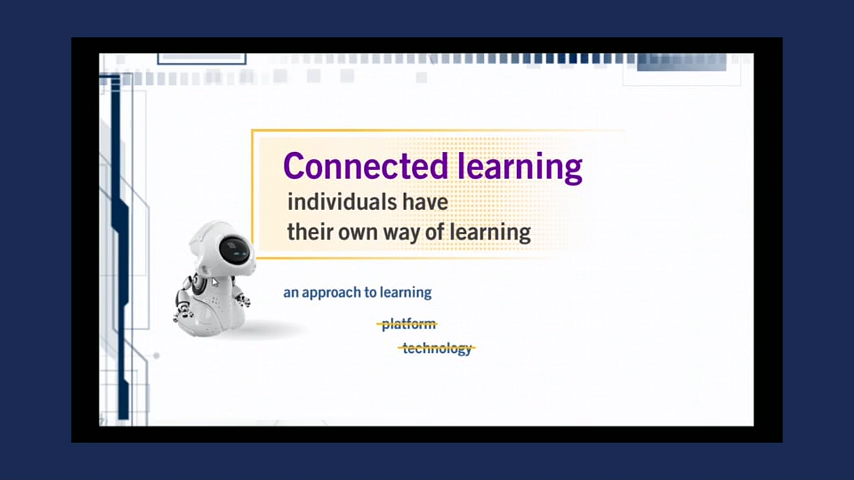 Connected learning
individuals have
their own way of learning
an approach to learning
platform
technology